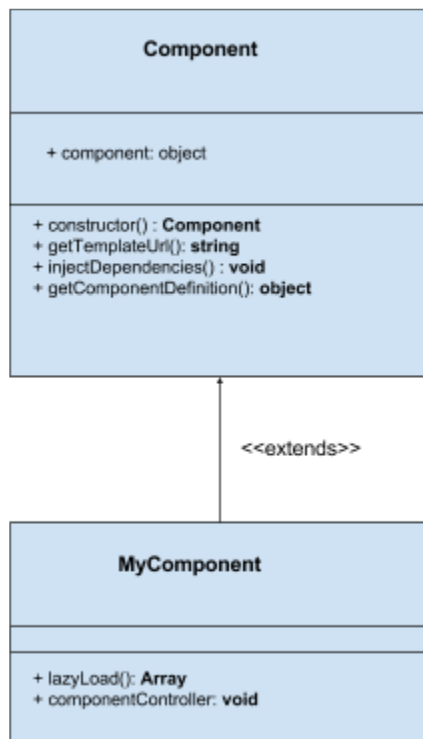 Component
+ component: object
+ constructor() : Component
+ getTemplateUrl(): string
+ injectDependencies() : void
+ getComponentDefinition(): object
<<extends>>
MyComponent
+ lazyLoad(): Array
+ componentController: void